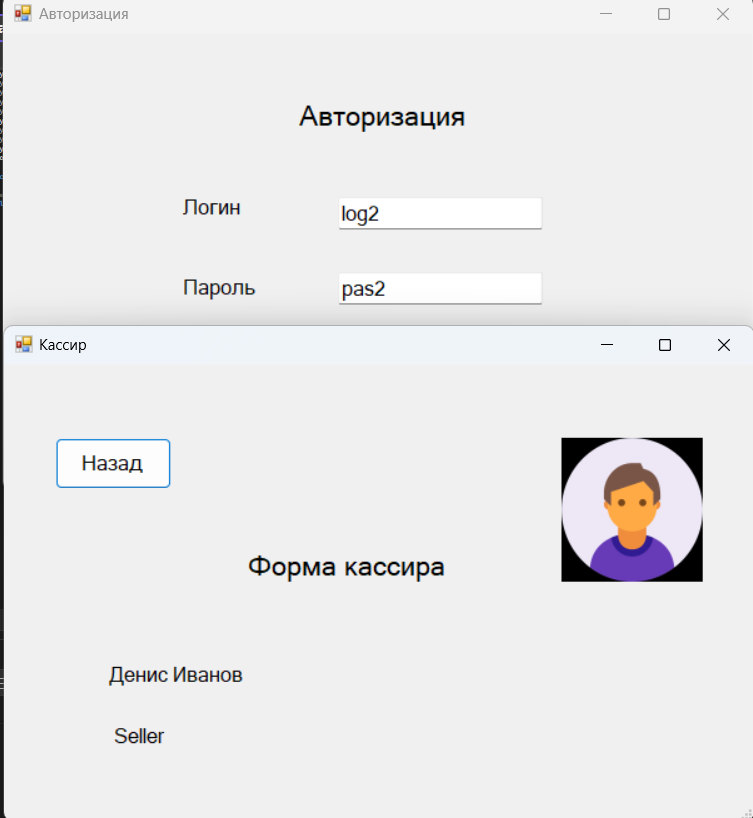 Авторизация
Авторизация
Логин
log2
Пароль
pas2
Кассир
Назад
Форма кассира
Денис Иванов
Seller